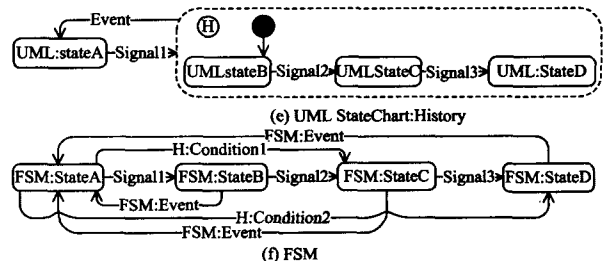 Event
H
UML:stateA
Signal1
UMLstateB
Signal2
UMLStateC
Signal3
UML:StateD
(e) UML StateChart:History
FSM:Event
H:Condition1
FSM:StateA
Signal1
FSM:StateB
Signal2
FSM:StateC
Signal3
FSM:StateD
FSM:Event
H:Condition2
FSM:Event
(f) FSM